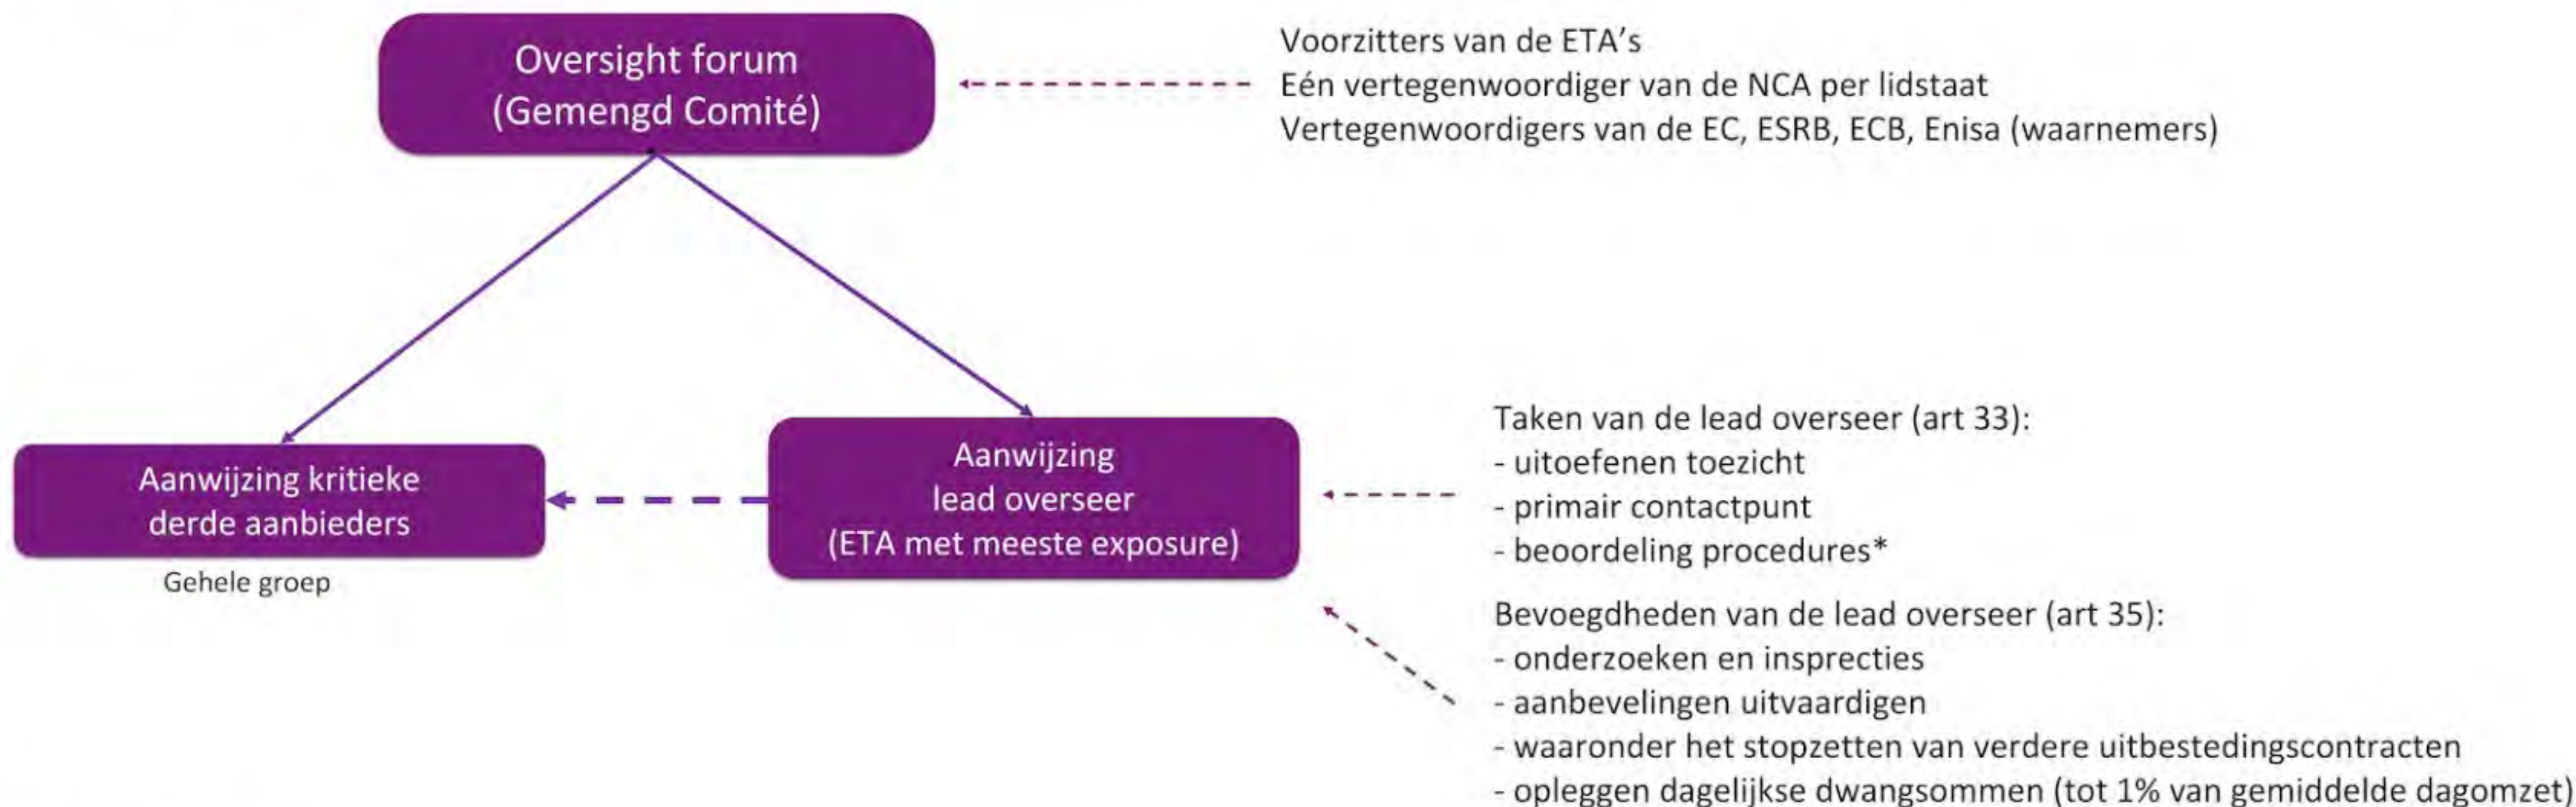 Oversight forum
(Gemengd Comité)
Voorzitters van de ETA's
Eén vertegenwoordiger van de NCA per lidstaat
Vertegenwoordigers van de EC, ESRB, ECB, Enisa (waarnemers)
Aanwijzing kritieke
derde aanbieders
Gehele groep
Aanwijzing
lead overseer
(ETA met meeste exposure)
Taken van de lead overseer (art 33):
- uitoefenen toezicht
- primair contactpunt
- beoordeling procedures*
Bevoegdheden van de lead overseer (art 35):
- onderzoeken en insprecties
- aanbevelingen uitvaardigen
- waaronder het stopzetten van verdere uitbestedingscontracten
- opleggen dagelijkse dwangsommen (tot 1% van gemiddelde dagomzet)